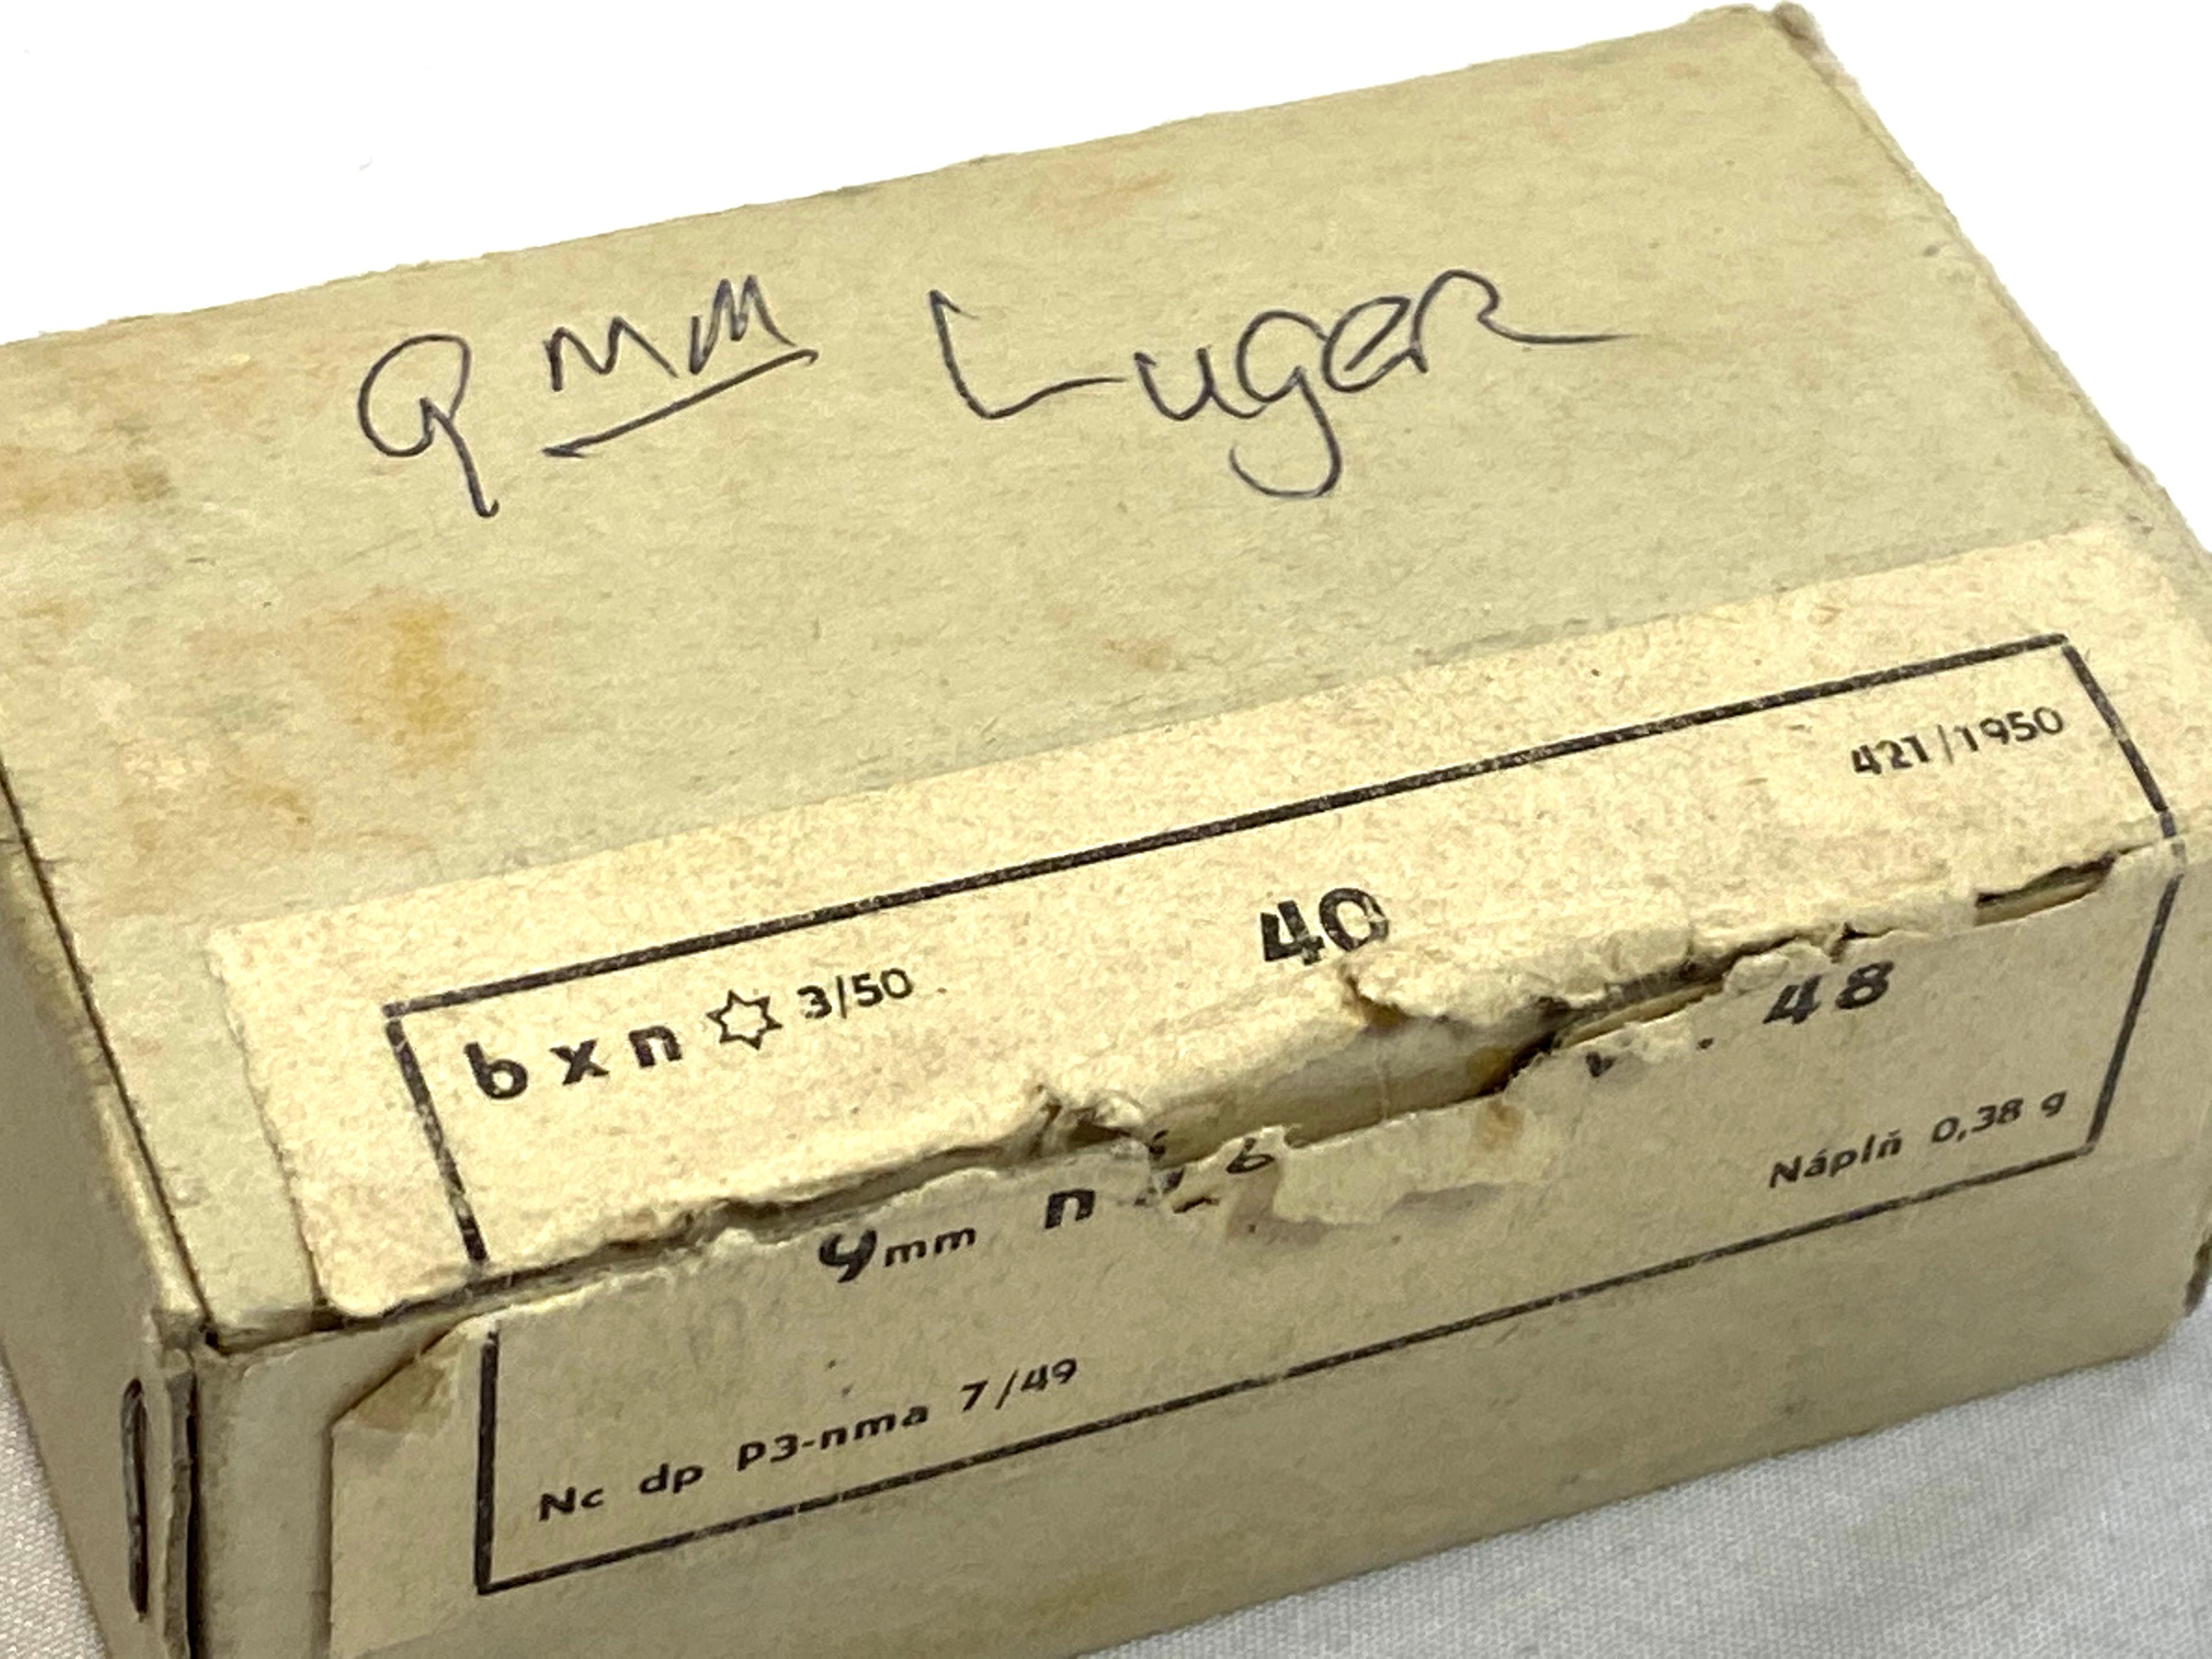 9mm Luger
421/1950
40
bxn 3/50
48
9mm n
Náplň 0,38 g
Nc dp P3-nma 7/49